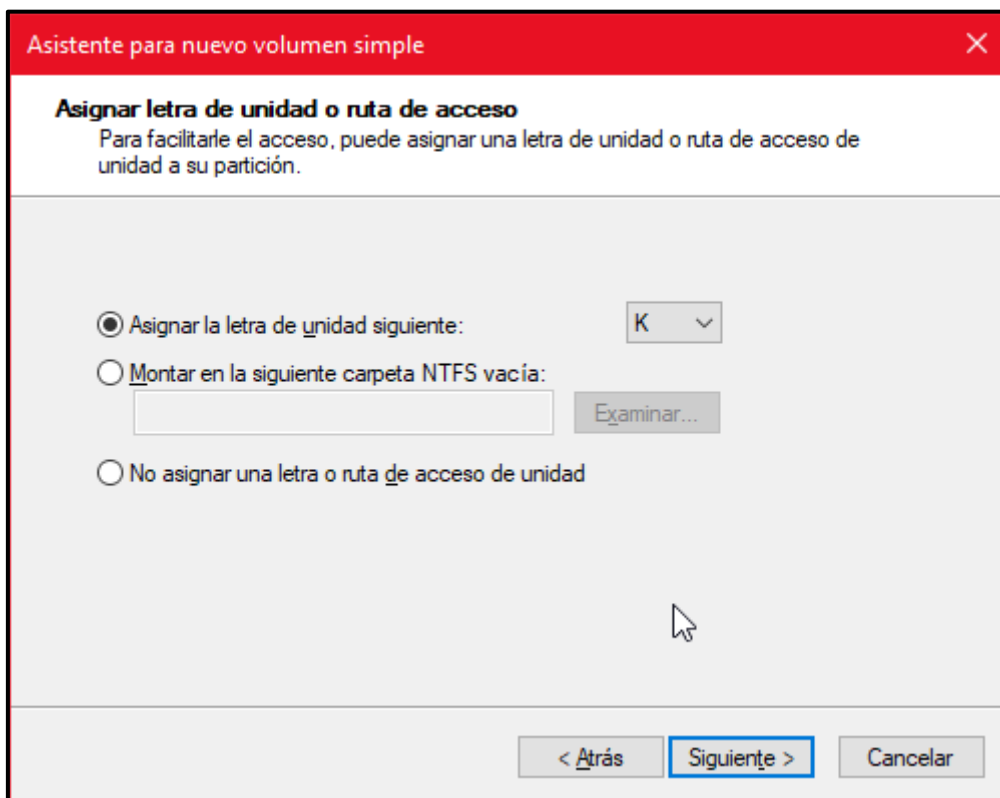 Asistente para nuevo volumen simple
Asignar letra de unidad o ruta de acceso
Para facilitarle el acceso, puede asignar una letra de unidad o ruta de acceso de
unidad a su partición.
Asignar la letra de unidad siguiente:
K
Montar en la siguiente carpeta NTFS vacía:
Examinar...
No asignar una letra o ruta de acceso de unidad
< Atrás
Siguiente >
Cancelar